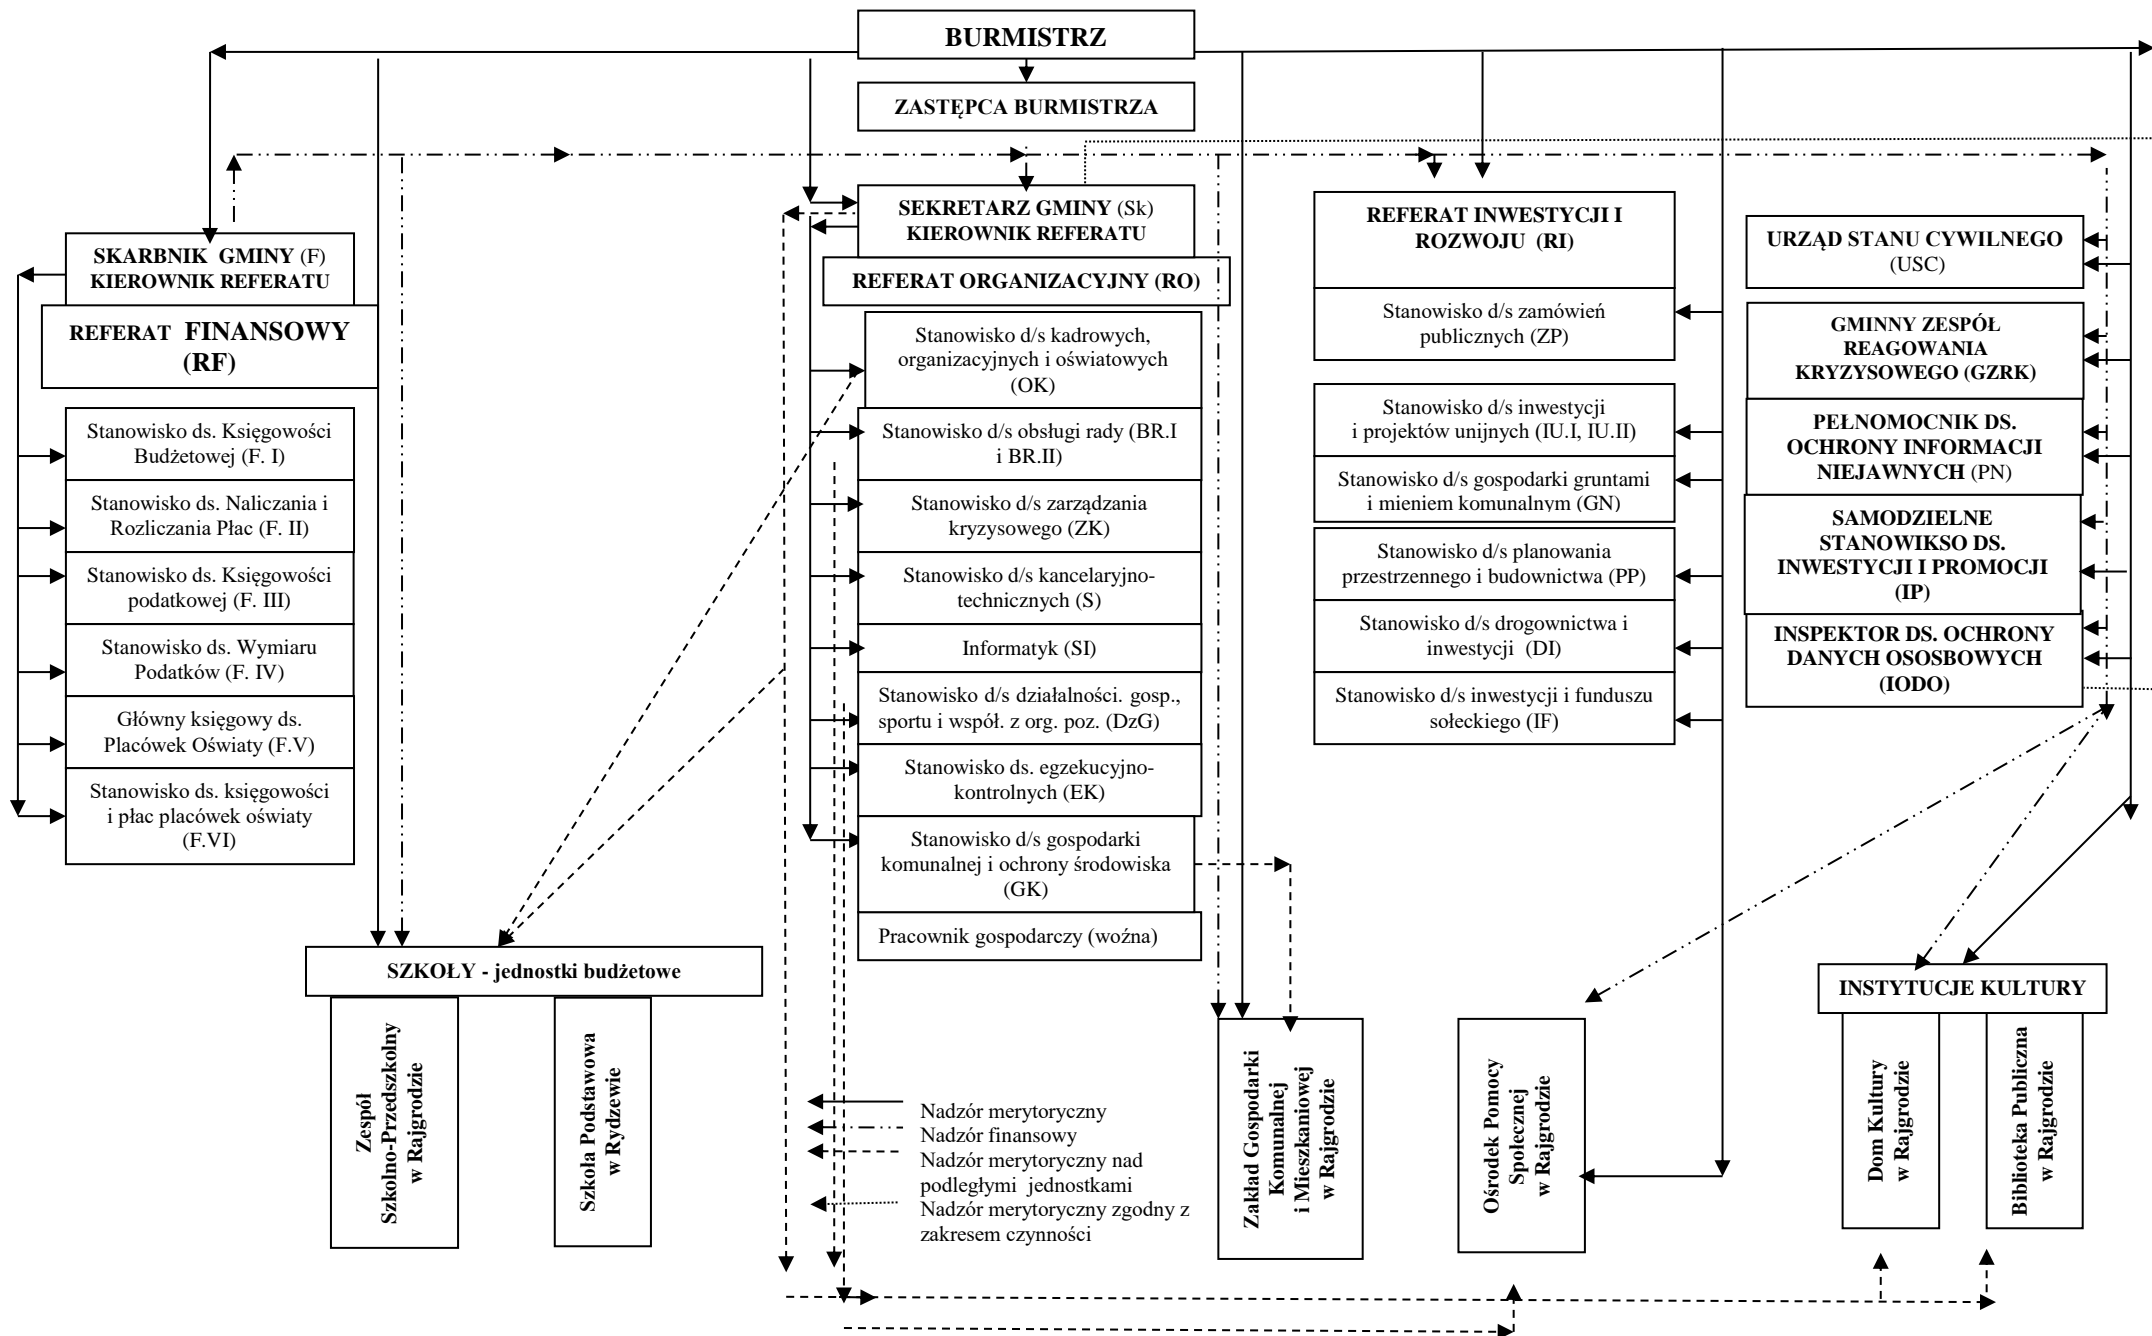 BURMISTRZ
ZASTĘPCA BURMISTRZA
SKARBNIK GMINY (F)
KIEROWNIK REFERATU
REFERAT FINANSOWY
(RF)
Stanowisko ds. Księgowości
Budżetowej (F. I)
Stanowisko ds. Naliczania i
Rozliczania Płac (F. II)
Stanowisko ds. Księgowości
podatkowej (F. III)
Stanowisko ds. Wymiaru
Podatków (F. IV)
Główny księgowy ds.
Placówek Oświaty (F.V)
Stanowisko ds. księgowości
i płac placówek oświaty
(F.VI)
SEKRETARZ GMINY (Sk)
KIEROWNIK REFERATU
REFERAT ORGANIZACYJNY (RO)
Stanowisko d/s kadrowych,
organizacyjnych i oświatowych
(OK)
Stanowisko d/s obsługi rady (BR.I
i BR.II)
Stanowisko d/s zarządzania
kryzysowego (ZK)
Stanowisko d/s kancelaryjno-
technicznych (S)
Informatyk (SI)
Stanowisko d/s działalności. gosp.,
sportu i współ. z org. poz. (DzG)
Stanowisko ds. egzekucyjno-
kontrolnych (EK)
Stanowisko d/s gospodarki
komunalnej i ochrony środowiska
(GK)
Pracownik gospodarczy (woźna)
REFERAT INWESTYCJI I
ROZWOJU (RI)
Stanowisko d/s zamówień
publicznych (ZP)
Stanowisko d/s inwestycji
i projektów unijnych (IU.I, IU.II)
Stanowisko d/s gospodarki gruntami
i mieniem komunalnym (GN)
Stanowisko d/s planowania
przestrzennego i budownictwa (PP)
Stanowisko d/s drogownictwa i
inwestycji (DI)
Stanowisko d/s inwestycji i funduszu
sołeckiego (IF)
URZĄD STANU CYWILNEGO
(USC)
GMINNY ZESPÓŁ
REAGOWANIA
KRYZYSOWEGO (GZRK)
PEŁNOMOCNIK DS.
OCHRONY INFORMACJI
NIEJAWNYCH (PN)
SAMODZIELNE
STANOWIKSO DS.
INWESTYCJI I PROMOCJI
(IP)
INSPEKTOR DS. OCHRONY
DANYCH OSOSBOWYCH
(IODO)
SZKOŁY - jednostki budżetowe
Zespół
Szkolno-Przedszkolny
w Rajgrodzie
Szkoła Podstawowa
w Rydzewie
Nadzór merytoryczny
Nadzór finansowy
Nadzór merytoryczny nad
podległymi jednostkami
Nadzór merytoryczny zgodny z
zakresem czynności
Zakład Gospodarki
Komunalnej
i Mieszkaniowej
w Rajgrodzie
Ośrodek Pomocy
Społecznej
w Rajgrodzie
INSTYTUCJE KULTURY
Dom Kultury
w Rajgrodzie
Biblioteka Publiczna
w Rajgrodzie